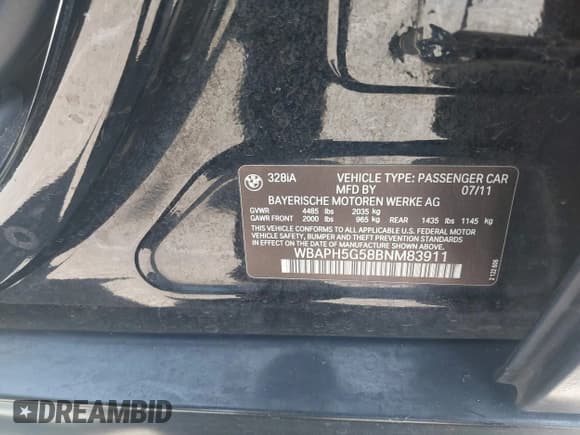 328iA VEHICLE TYPE: PASSENGER CAR
MFD BY 07/11
BAYERISCHE MOTOREN WERKE AG
GVWR 4485 lbs 2035 kg
GAWR FRONT 2000 lbs 965 kg REAR 1435 lbs 1145 kg
THIS VEHICLE CONFORMS TO ALL APPLICABLE U.S. FEDERAL MOTOR
VEHICLE SAFETY, BUMPER AND THEFT PREVENTION STANDARDS IN
EFFECT ON THE DATE OF MANUFACTURE SHOWN ABOVE.
WBAPH5G58BNM83911
DREAMBID